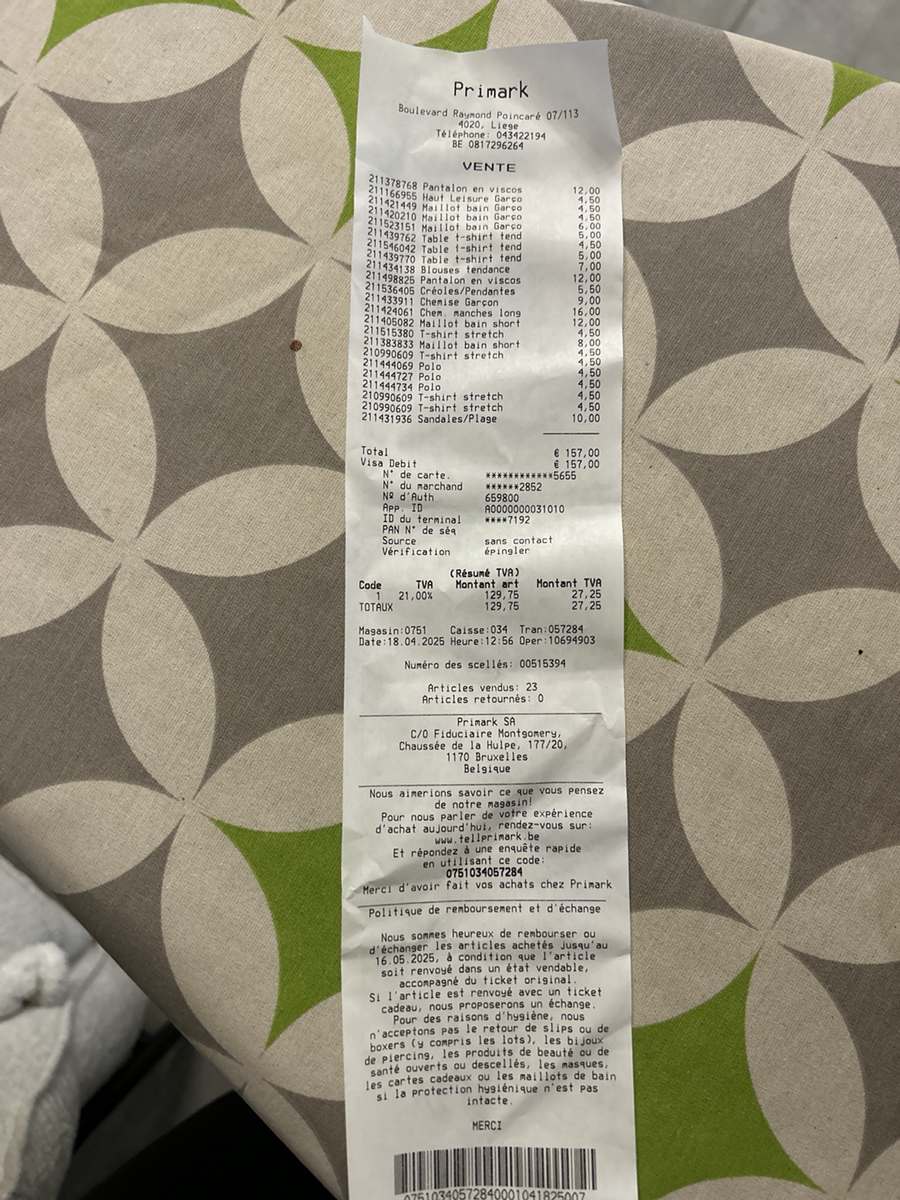 Primark
Boulevard Raymond Poincaré 07/113
4020, Liege
Téléphone: 043422194
BE 0817296264
VENTE
211378768 Pantalon en viscos 12,00
211166955 Haut Leisure Garço 4,50
211421449 Maillot bain Garço 4,50
211420210 Maillot bain Garço 4,50
211523151 Maillot bain Garço 6,00
211439762 Table t-shirt tend 5,00
211546042 Table t-shirt tend 4,50
211439770 Table t-shirt tend 5,00
211434138 Blouses tendance 7,00
211498825 Pantalon en viscos 12,00
211536405 Créoles/Pendantes 5,50
211433911 Chemise Garçon 9,00
211424061 Chem. manches long 16,00
211405082 Maillot bain short 12,00
211515380 T-shirt stretch 4,50
211383833 Maillot bain short 8,00
210990609 T-shirt stretch 4,50
211444069 Polo 4,50
211444727 Polo 4,50
211444734 Polo 4,50
210990609 T-shirt stretch 4,50
210990609 T-shirt stretch 4,50
211431936 Sandales/Plage 10,00
Total € 157,00
Visa Debit € 157,00
N° de carte. ************5655
N° du marchand ******2852
Nº d'Auth 659800
App. ID A0000000031010
ID du terminal ****7192
PAN N° de séq
Source sans contact
Vérification épingler
(Résumé TVA)
Code TVA Montant art Montant TVA
1 21,00% 129,75 27,25
TOTAUX 129,75 27,25
Magasin:0751 Caisse:034 Tran:057284
Date:18.04.2025 Heure:12:56 Oper:10694903
Numéro des scellés: 00515394
Articles vendus: 23
Articles retournés: 0
Primark SA
C/O Fiduciaire Montgomery,
Chaussée de la Hulpe, 177/20,
1170 Bruxelles
Belgique
Nous aimerions savoir ce que vous pensez
de notre magasin!
Pour nous parler de votre expérience
d'achat aujourd'hui, rendez-vous sur:
www.tellprimark.be
Et répondez à une enquête rapide
en utilisant ce code:
0751034057284
Merci d'avoir fait vos achats chez Primark
Politique de remboursement et d'échange
Nous sommes heureux de rembourser ou
d'échanger les articles achetés jusqu'au
16.05.2025, à condition que l'article
soit renvoyé dans un état vendable,
accompagné du ticket original.
Si l'article est renvoyé avec un ticket
cadeau, nous proposerons un échange.
Pour des raisons d'hygiène, nous
n'acceptons pas le retour de slips ou de
boxers (y compris les lots), les bijoux
de piercing, les produits de beauté ou de
santé ouverts ou descellés, les masques,
les cartes cadeaux ou les maillots de bain
si la protection hygiénique n'est pas
intacte.
MERCI
07510340572840001041825007